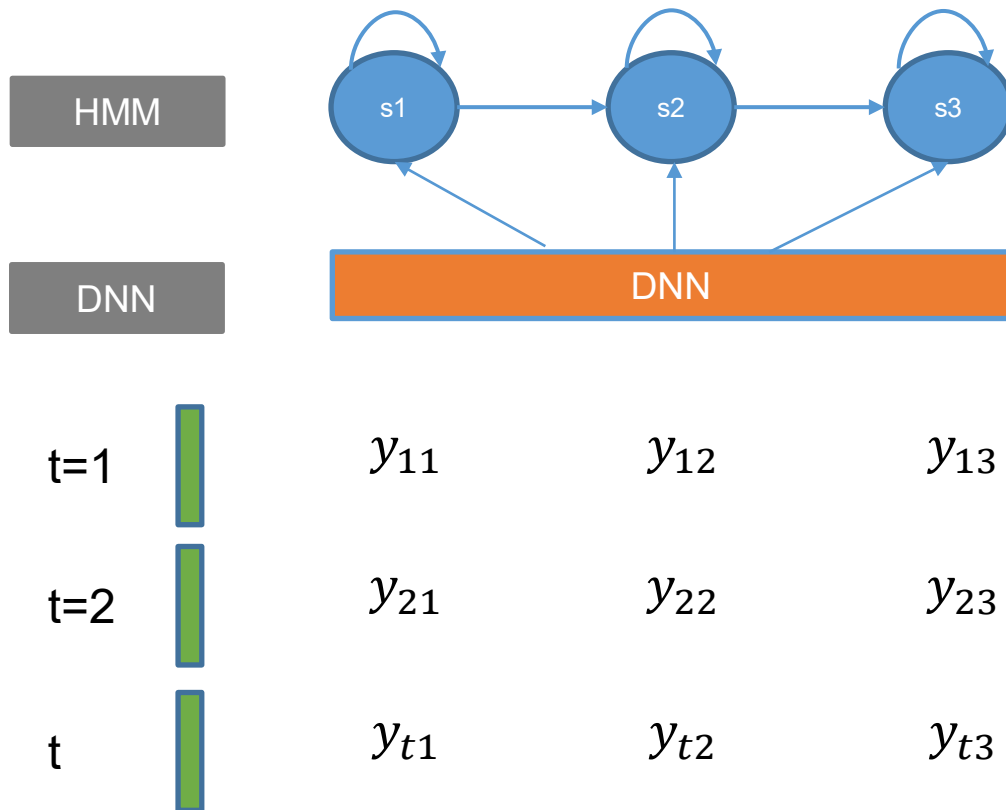 HMM s1 s2 s3
DNN DNN
t=1 y₁₁ y₁₂ y₁₃
t=2 y₂₁ y₂₂ y₂₃
t yₜ₁ yₜ₂ yₜ₃